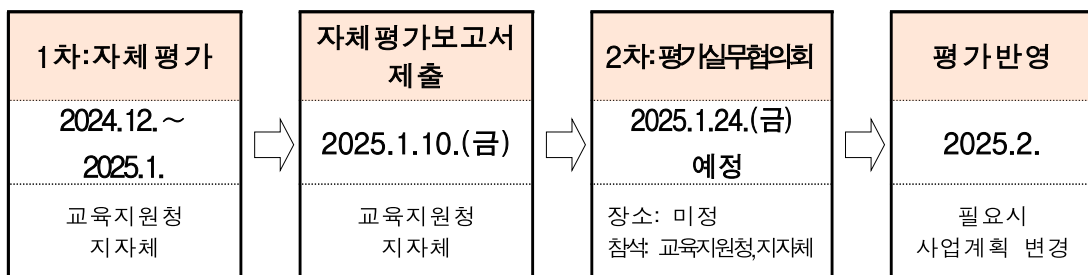 1차:자체평가
2024.12.~
2025.1.
교육지원청
지자체
자체평가보고서
제출
2025.1.10.(금)
교육지원청
지자체
2차:평가실무협의회
2025.1.24.(금)
예정
장소: 미정
참석: 교육지원청,지자체
평가반영
2025.2.
필요시
사업계획 변경